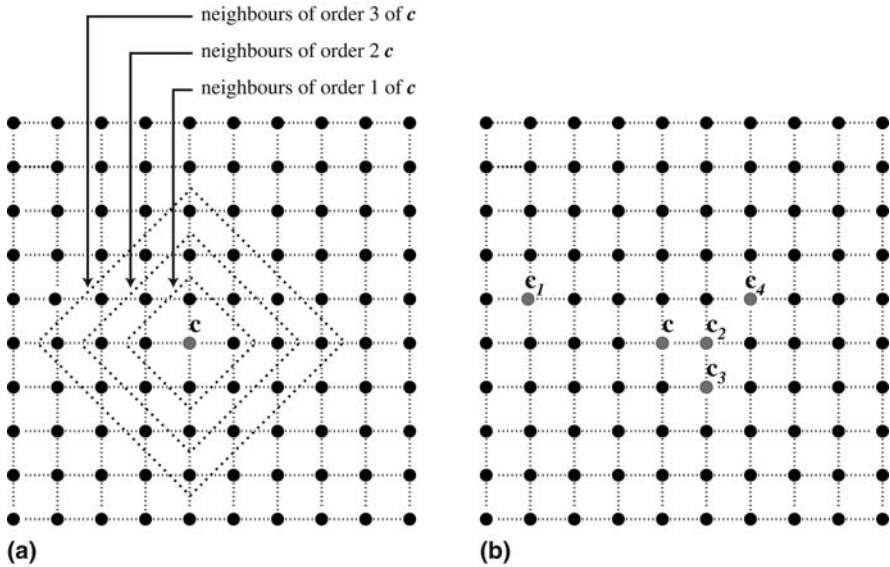 neighbours of order 3 of c
neighbours of order 2 c
neighbours of order 1 of c
c
(a)
c1
c4
c
c2
c3
(b)